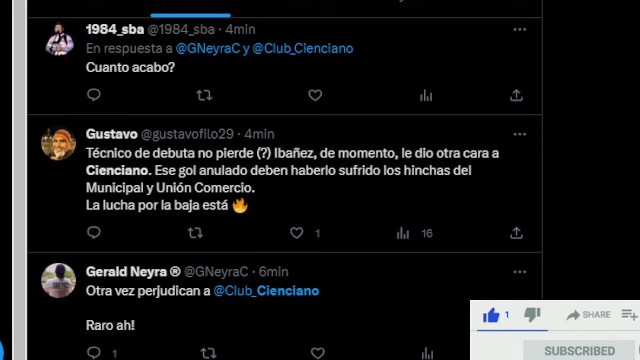 1984_sba @1984_sba · 4min
En respuesta a @GNeyraC y @Club_Cienciano
Cuanto acabo?
Gustavo @gustavofilo29 · 4min
Técnico de debuta no pierde (?) Ibañez, de momento, le dio otra cara a
Cienciano. Ese gol anulado deben haberlo sufrido los hinchas del
Municipal y Unión Comercio.
La lucha por la baja está 🔥
1 16
Gerald Neyra ® @GNeyraC · 6min
Otra vez perjudican a @Club_Cienciano
Raro ah!
1
1 SHARE
SUBSCRIBED